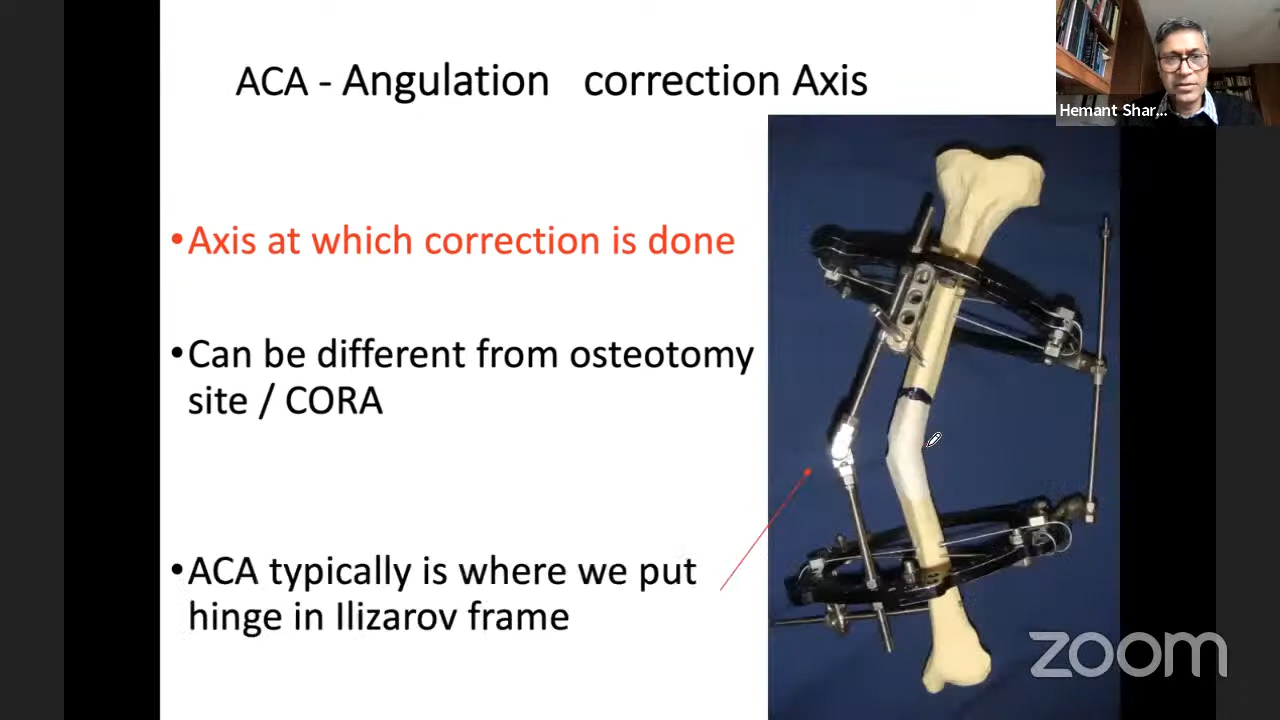 ACA - Angulation correction Axis
Hemant Shar...
•Axis at which correction is done
•Can be different from osteotomy
site / CORA
•ACA typically is where we put
hinge in Ilizarov frame
zoom